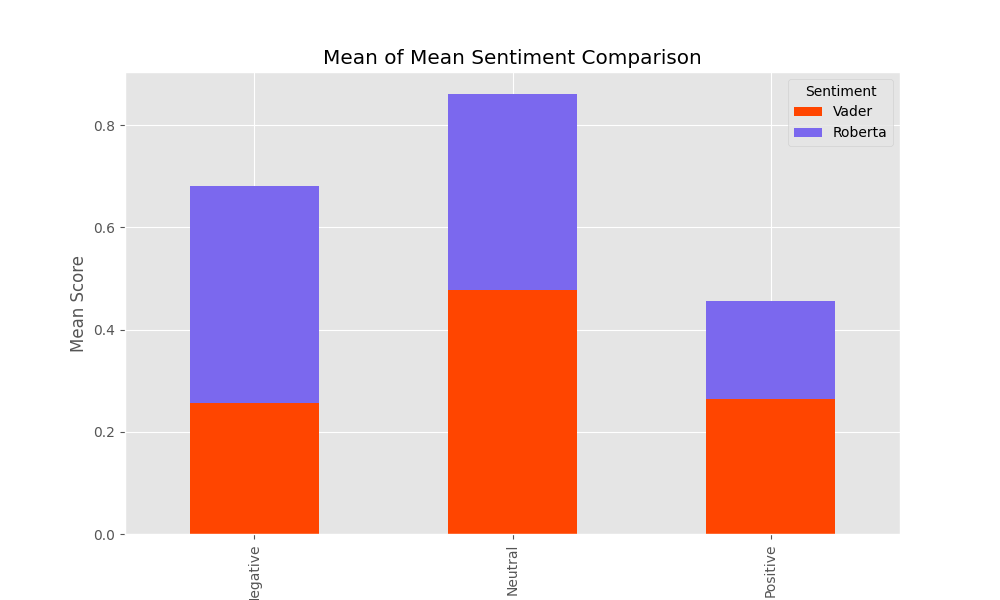 Mean of Mean Sentiment Comparison
Sentiment
Vader
Roberta
Mean Score
0.8
0.6
0.4
0.2
0.0
Negative
Neutral
Positive